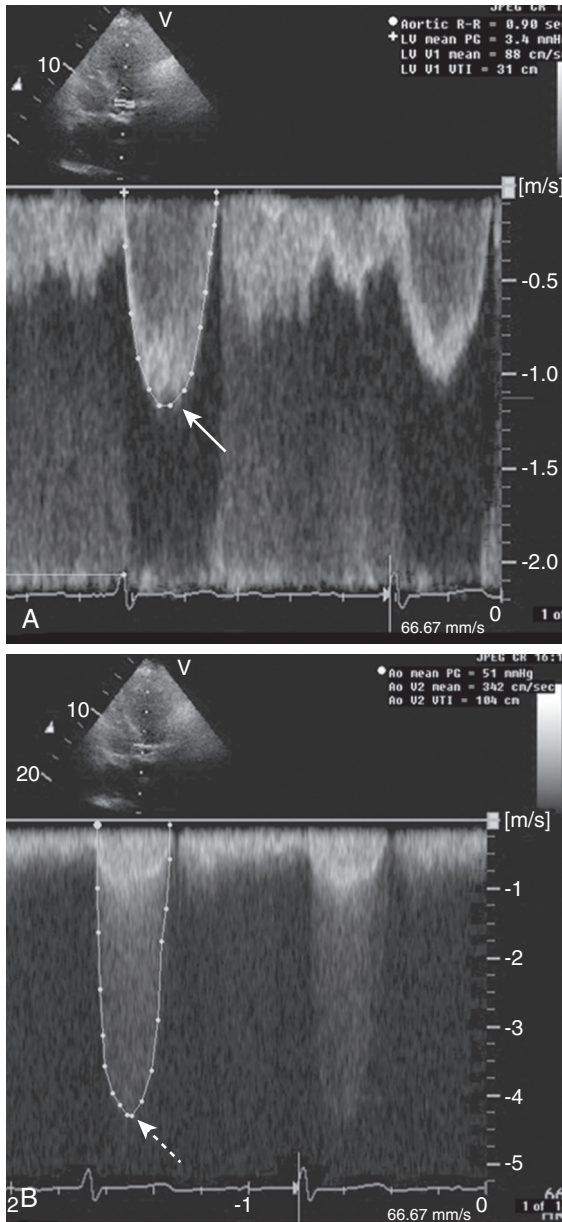 JPEG CR 1
Aortic R-R = 0.90 sec
LV mean PG = 3.4 mmHg
LV V1 mean = 88 cm/s
LV V1 VTI = 31 cm
V
10
[m/s]
-0.5
-1.0
-1.5
-2.0
A
0
1 of
66.67 mm/s
JPEG CR 16:1
Ao mean PG = 51 mmHg
Ao V2 mean = 342 cm/sec
Ao V2 VTI = 104 cm
V
10
20
[m/s]
-1
-2
-3
-4
-5
66
B
2
-1
0
1 of 1
66.67 mm/s